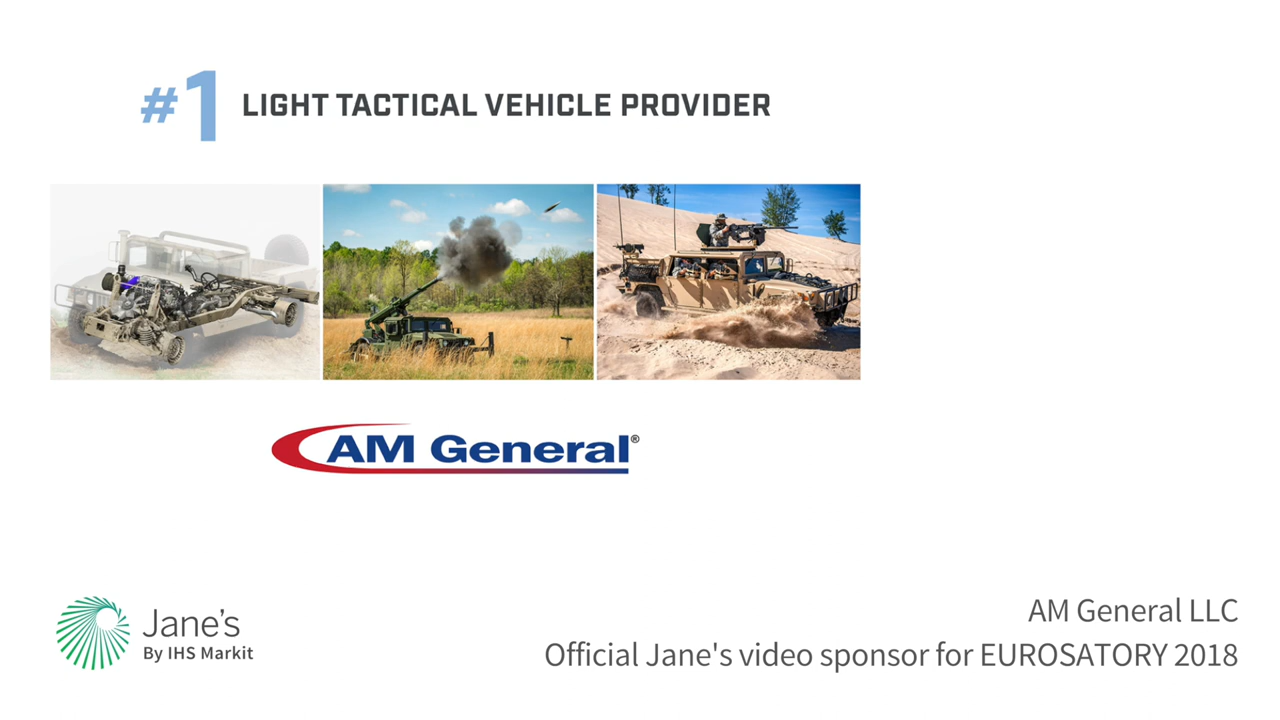 #1 LIGHT TACTICAL VEHICLE PROVIDER
AM General®
Jane's
By IHS Markit
AM General LLC
Official Jane's video sponsor for EUROSATORY 2018